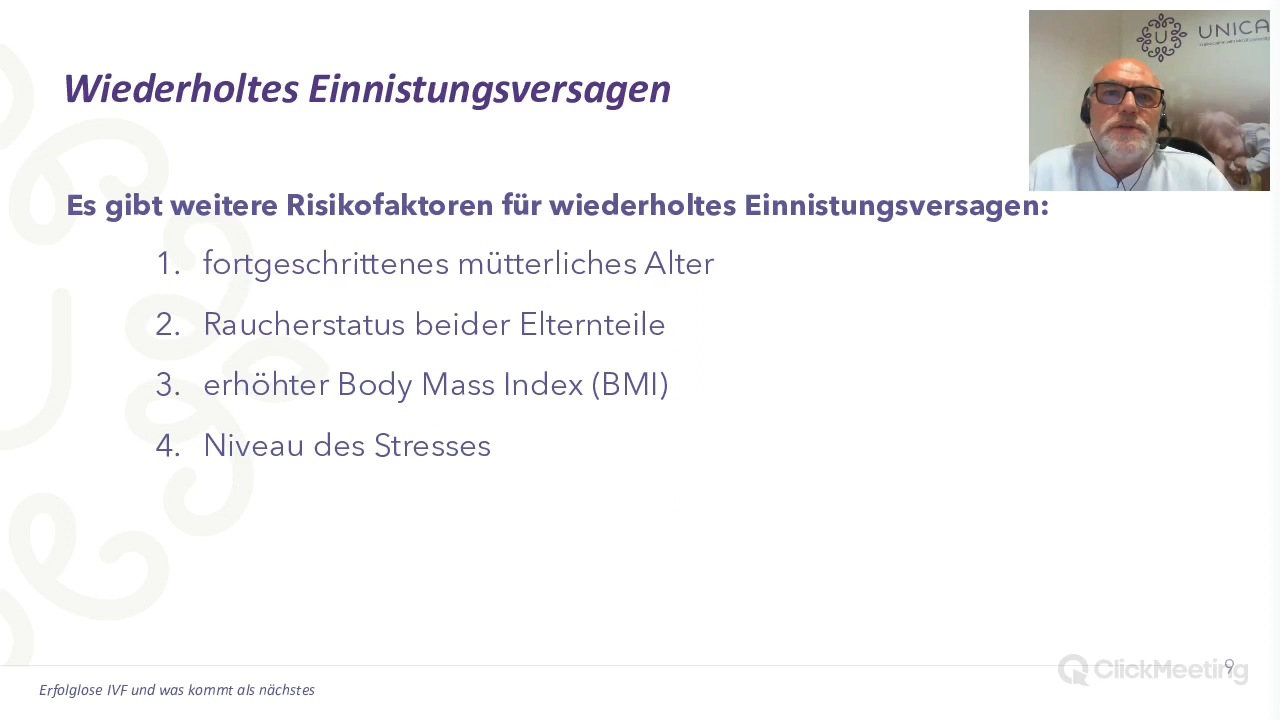 UNICA
U
Wiederholtes Einnistungsversagen
Es gibt weitere Risikofaktoren für wiederholtes Einnistungsversagen:
1. fortgeschrittenes mütterliches Alter
2. Raucherstatus beider Elternteile
3. erhöhter Body Mass Index (BMI)
4. Niveau des Stresses
9
ClickMeeting
Erfolglose IVF und was kommt als nächstes